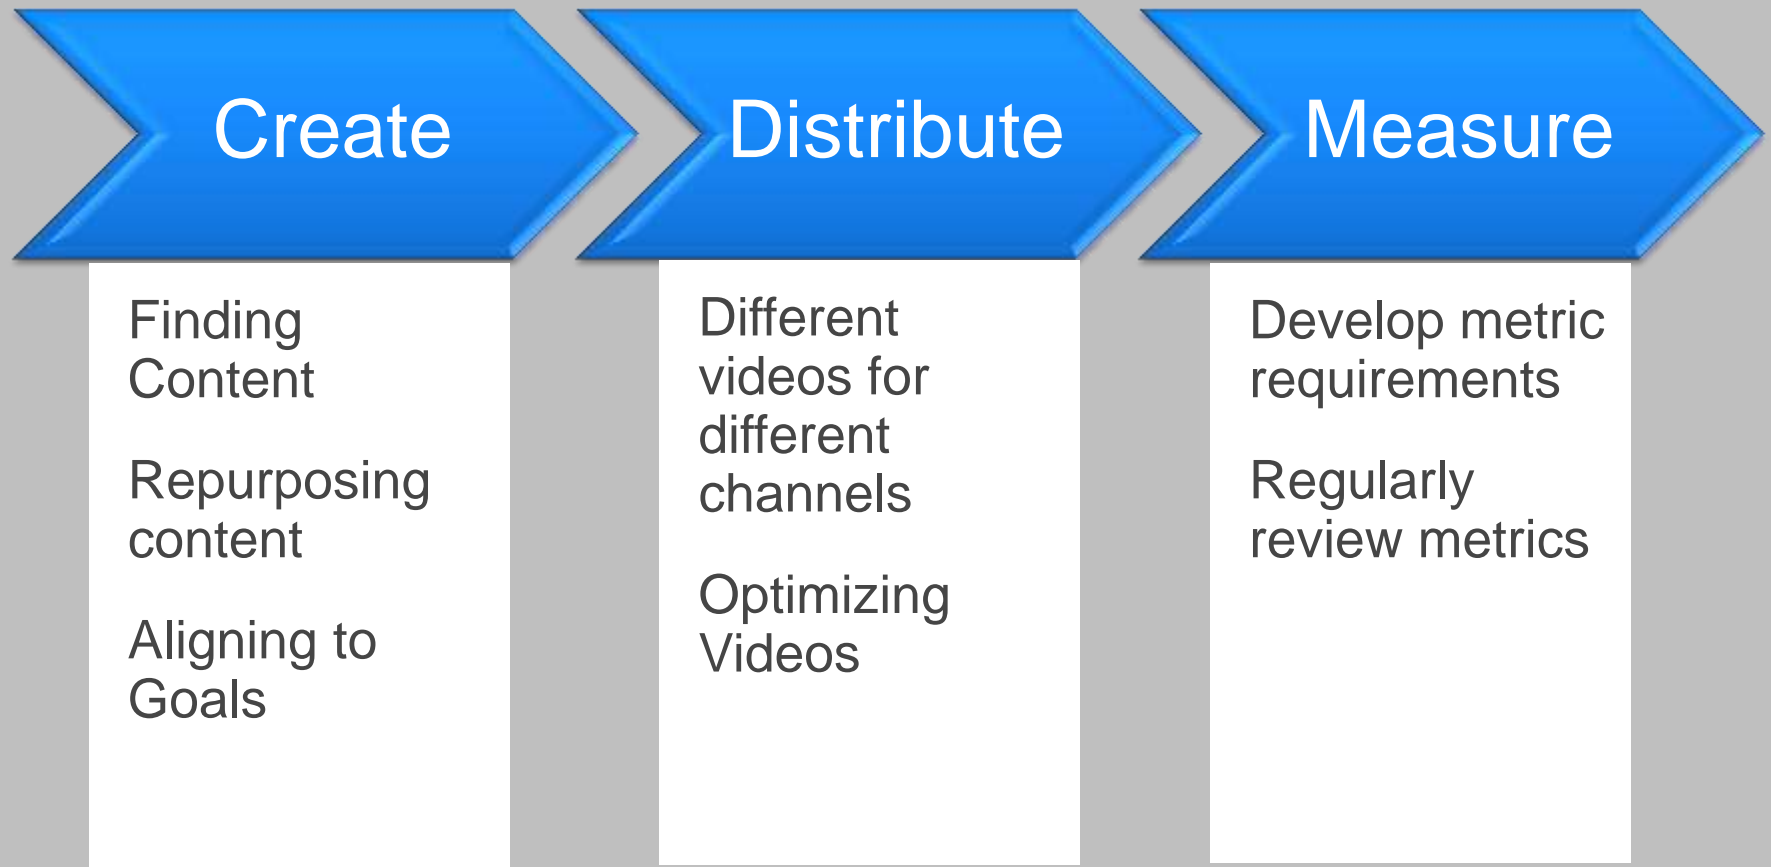 Create
Distribute
Measure
Finding
Content
Repurposing
content
Aligning to
Goals
Different
videos for
different
channels
Optimizing
Videos
Develop metric
requirements
Regularly
review metrics